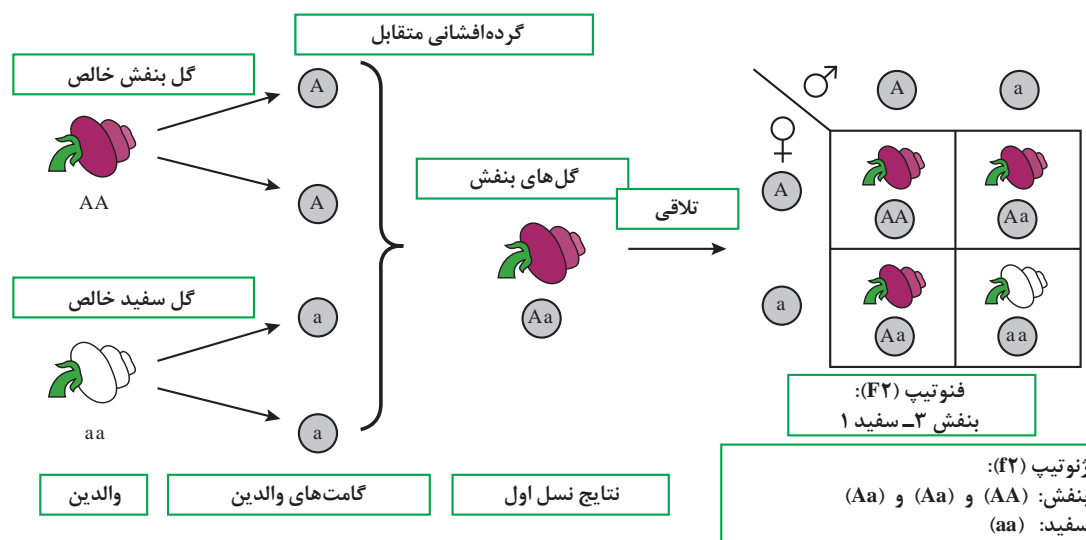 گرده‌افشانی متقابل
گل بنفش خالص
A
A
AA
گل سفید خالص
a
a
aa
گل‌های بنفش
Aa
تلاقی
♂
♀
A
a
A
AA
Aa
a
Aa
aa
فنوتیپ (F۲):
بنفش ۳ـ سفید ۱
ژنوتیپ (f۲):
بنفش: (AA) و (Aa) و (Aa)
سفید: (aa)
والدین
گامت‌های والدین
نتایج نسل اول